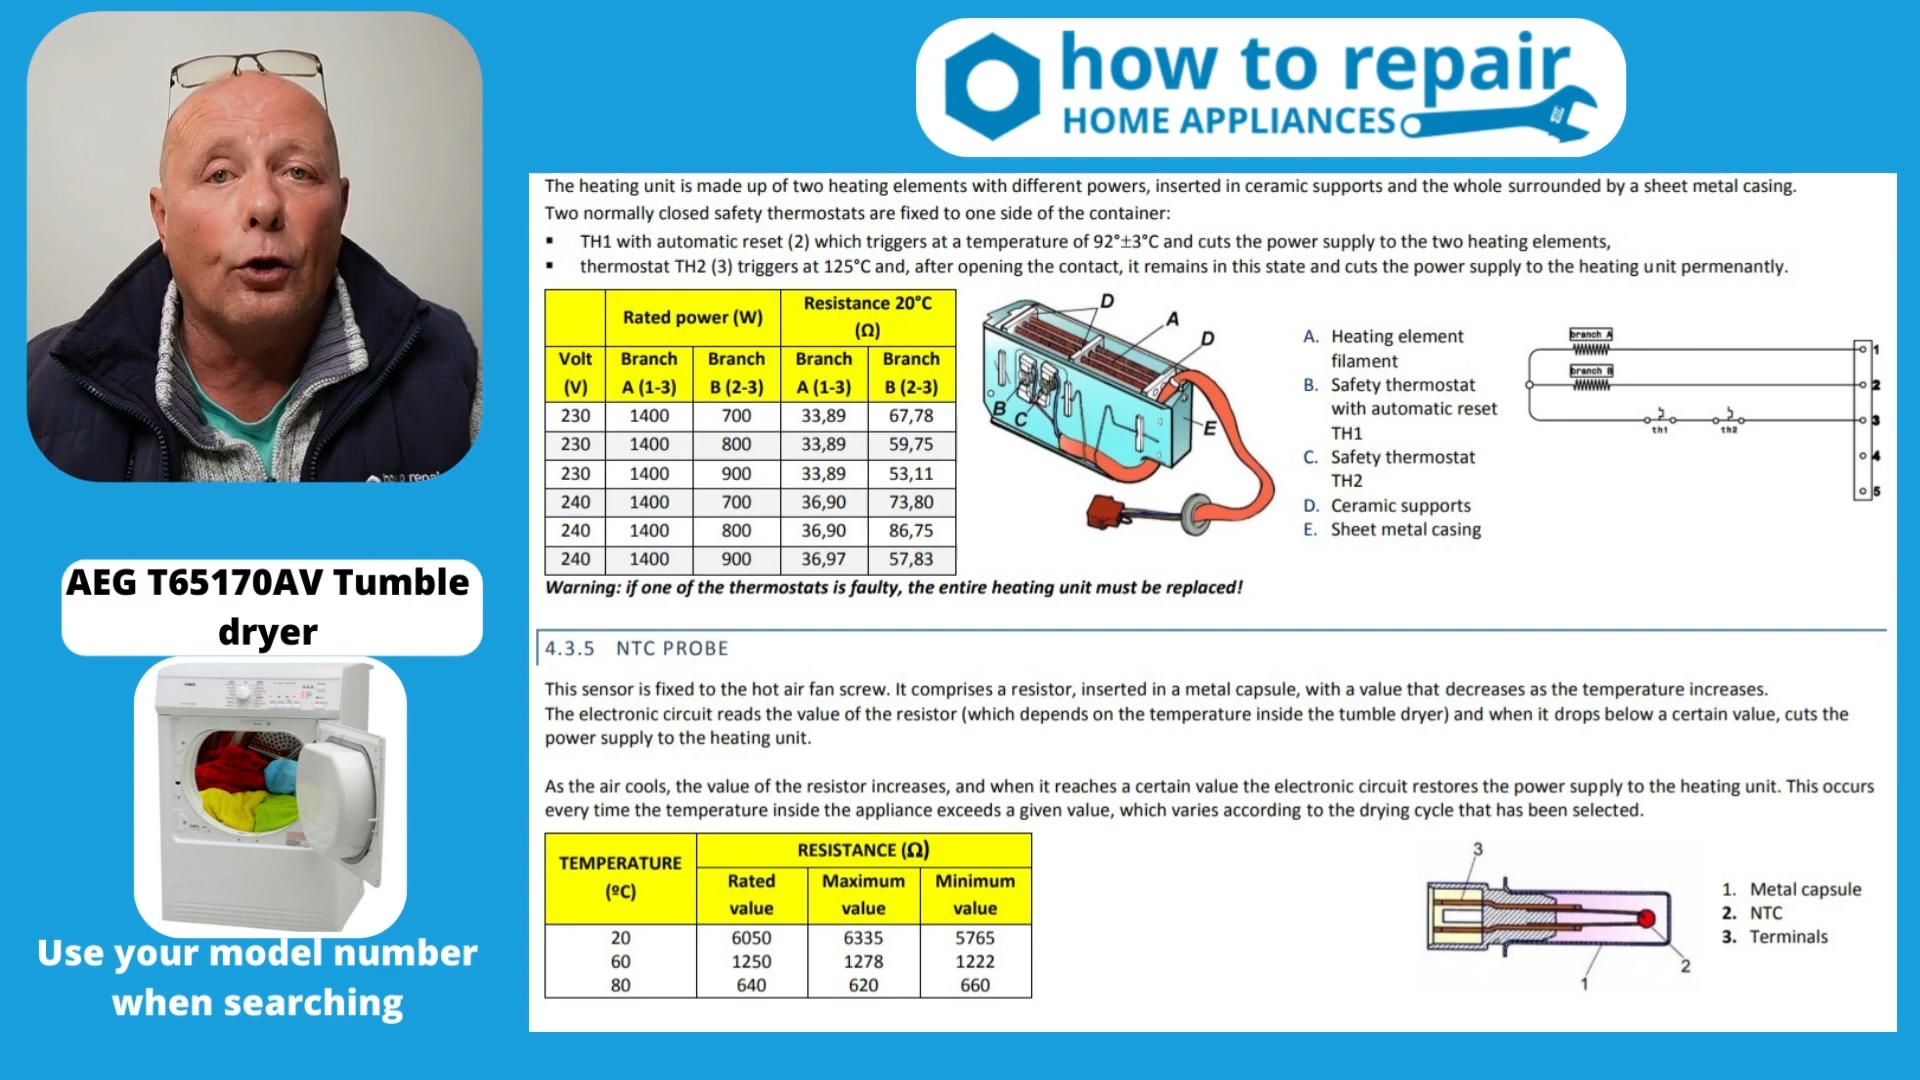 how to repair
HOME APPLIANCES
The heating unit is made up of two heating elements with different powers, inserted in ceramic supports and the whole surrounded by a sheet metal casing.
Two normally closed safety thermostats are fixed to one side of the container:
▪ TH1 with automatic reset (2) which triggers at a temperature of 92°±3°C and cuts the power supply to the two heating elements,
▪ thermostat TH2 (3) triggers at 125°C and, after opening the contact, it remains in this state and cuts the power supply to the heating unit permenantly.
Rated power (W) Resistance 20°C (Ω)
Volt (V) Branch A (1-3) Branch B (2-3) Branch A (1-3) Branch B (2-3)
230 1400 700 33,89 67,78
230 1400 800 33,89 59,75
230 1400 900 33,89 53,11
240 1400 700 36,90 73,80
240 1400 800 36,90 86,75
240 1400 900 36,97 57,83
D
A
D
B
C
E
A. Heating element
filament
B. Safety thermostat
with automatic reset
TH1
C. Safety thermostat
TH2
D. Ceramic supports
E. Sheet metal casing
branch A
branch B
th1 th2
1
2
3
4
5
Warning: if one of the thermostats is faulty, the entire heating unit must be replaced!
4.3.5 NTC PROBE
This sensor is fixed to the hot air fan screw. It comprises a resistor, inserted in a metal capsule, with a value that decreases as the temperature increases.
The electronic circuit reads the value of the resistor (which depends on the temperature inside the tumble dryer) and when it drops below a certain value, cuts the
power supply to the heating unit.
As the air cools, the value of the resistor increases, and when it reaches a certain value the electronic circuit restores the power supply to the heating unit. This occurs
every time the temperature inside the appliance exceeds a given value, which varies according to the drying cycle that has been selected.
TEMPERATURE (ºC) RESISTANCE (Ω)
Rated value Maximum value Minimum value
20 6050 6335 5765
60 1250 1278 1222
80 640 620 660
3
1
2
1. Metal capsule
2. NTC
3. Terminals
AEG T65170AV Tumble
dryer
Use your model number
when searching